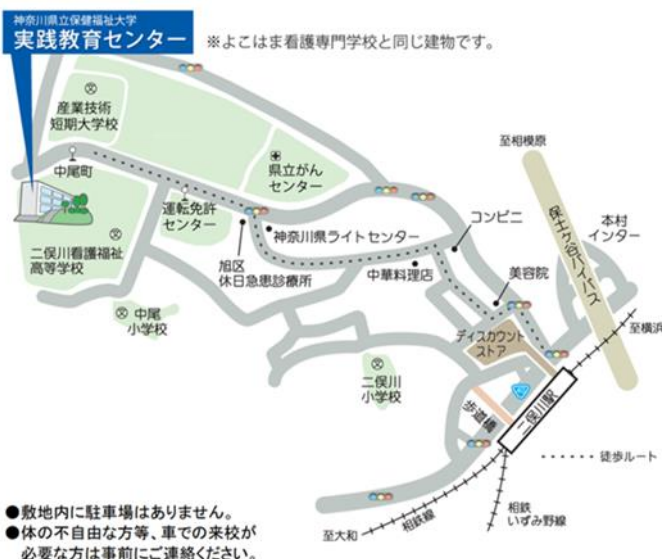 神奈川県立保健福祉大学
実践教育センター
※よこはま看護専門学校と同じ建物です。
産業技術
短期大学校
中尾町
県立がん
センター
運転免許
センター
至相模原
保土ヶ谷バイパス
本村
インター
コンビニ
二俣川看護福祉
高等学校
旭区
休日急患診療所
神奈川県ライトセンター
中華料理店
美容院
中尾
小学校
ディスカウント
ストア
至横浜
二俣川
小学校
歩道橋
二俣川駅
徒歩ルート
相鉄線
至大和
相鉄
いずみ野線
●敷地内に駐車場はありません。
●体の不自由な方等、車での来校が
必要な方は事前にご連絡ください。